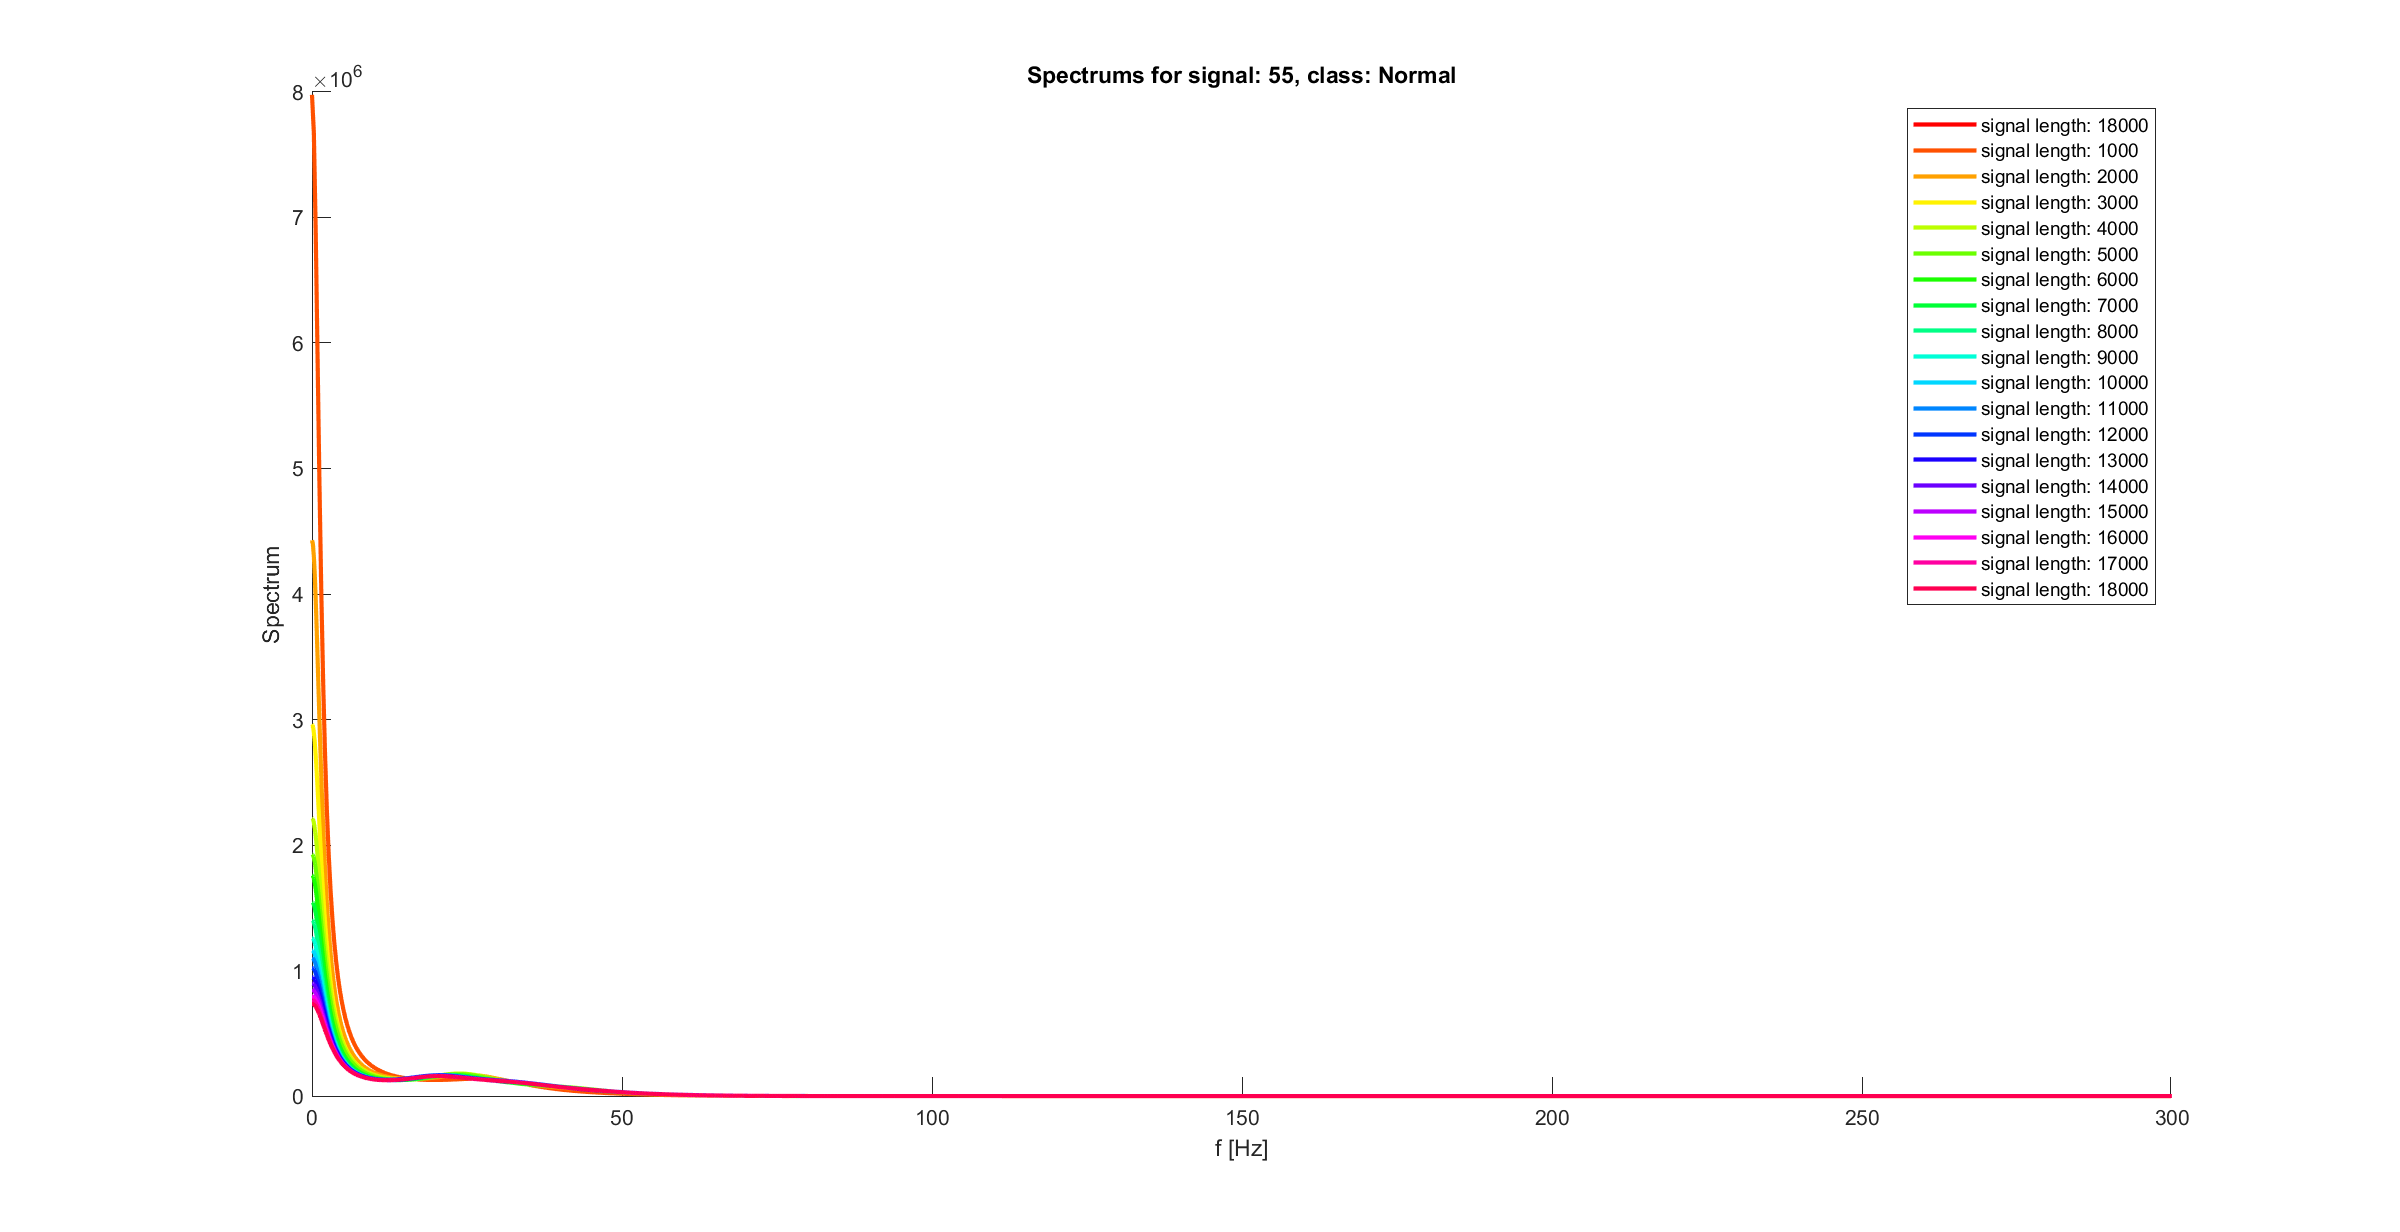 Spectrums for signal: 55, class: Normal
×10^6
8
7
6
5
4
3
2
1
0
Spectrum
0 50 100 150 200 250 300
f [Hz]
signal length: 18000
signal length: 1000
signal length: 2000
signal length: 3000
signal length: 4000
signal length: 5000
signal length: 6000
signal length: 7000
signal length: 8000
signal length: 9000
signal length: 10000
signal length: 11000
signal length: 12000
signal length: 13000
signal length: 14000
signal length: 15000
signal length: 16000
signal length: 17000
signal length: 18000